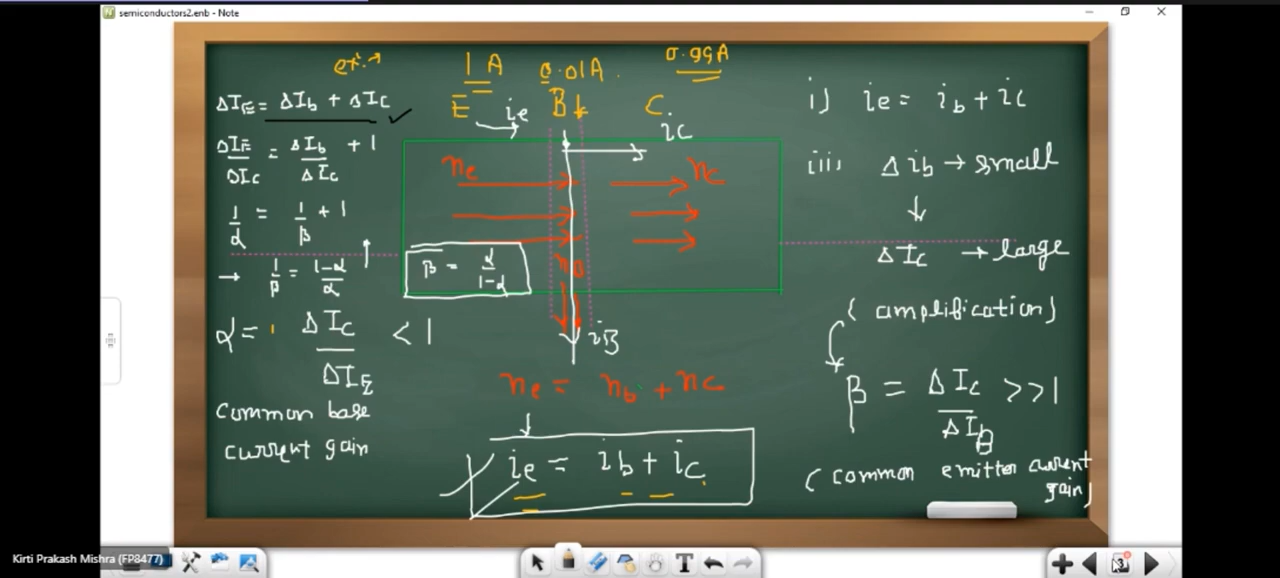 semiconductors2.enb - Note
ex:→
1 A
0.01A.
0.99A
ΔIE = ΔIb + ΔIc ✓
E
ie
B↓
C
ic
ΔIE/ΔIc = ΔIb/ΔIc + 1
1/α = 1/β + 1
→ 1/β = 1-α/α
β = α/1-α
α = ΔIc/ΔIE < 1
Common base
current gain
ne
nc
nB
iB
ne = nb + nc
ie = ib + ic
i) ie = ib + ic
iii, Δib → small
↓
ΔIc → large
(amplification)
β = ΔIc/ΔIB >>1
(Common emitter current
gain)
Kirti Prakash Mishra (FP8477)
T
3